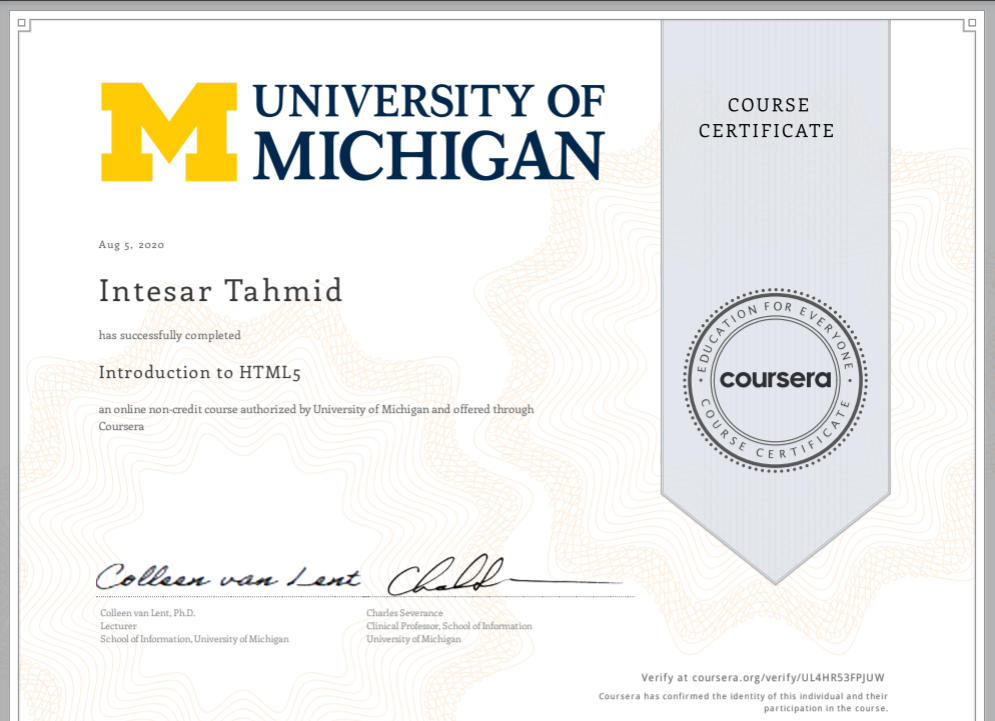 UNIVERSITY OF
MICHIGAN
COURSE
CERTIFICATE
Aug 5, 2020
Intesar Tahmid
has successfully completed
Introduction to HTML5
an online non-credit course authorized by University of Michigan and offered through
Coursera
EDUCATION FOR EVERYONE
coursera
COURSE CERTIFICATE
Colleen van Lent
Colleen van Lent, Ph.D.
Lecturer
School of Information, University of Michigan
Charles Severance
Clinical Professor, School of Information
University of Michigan
Verify at coursera.org/verify/UL4HR53FPJUW
Coursera has confirmed the identity of this individual and their
participation in the course.